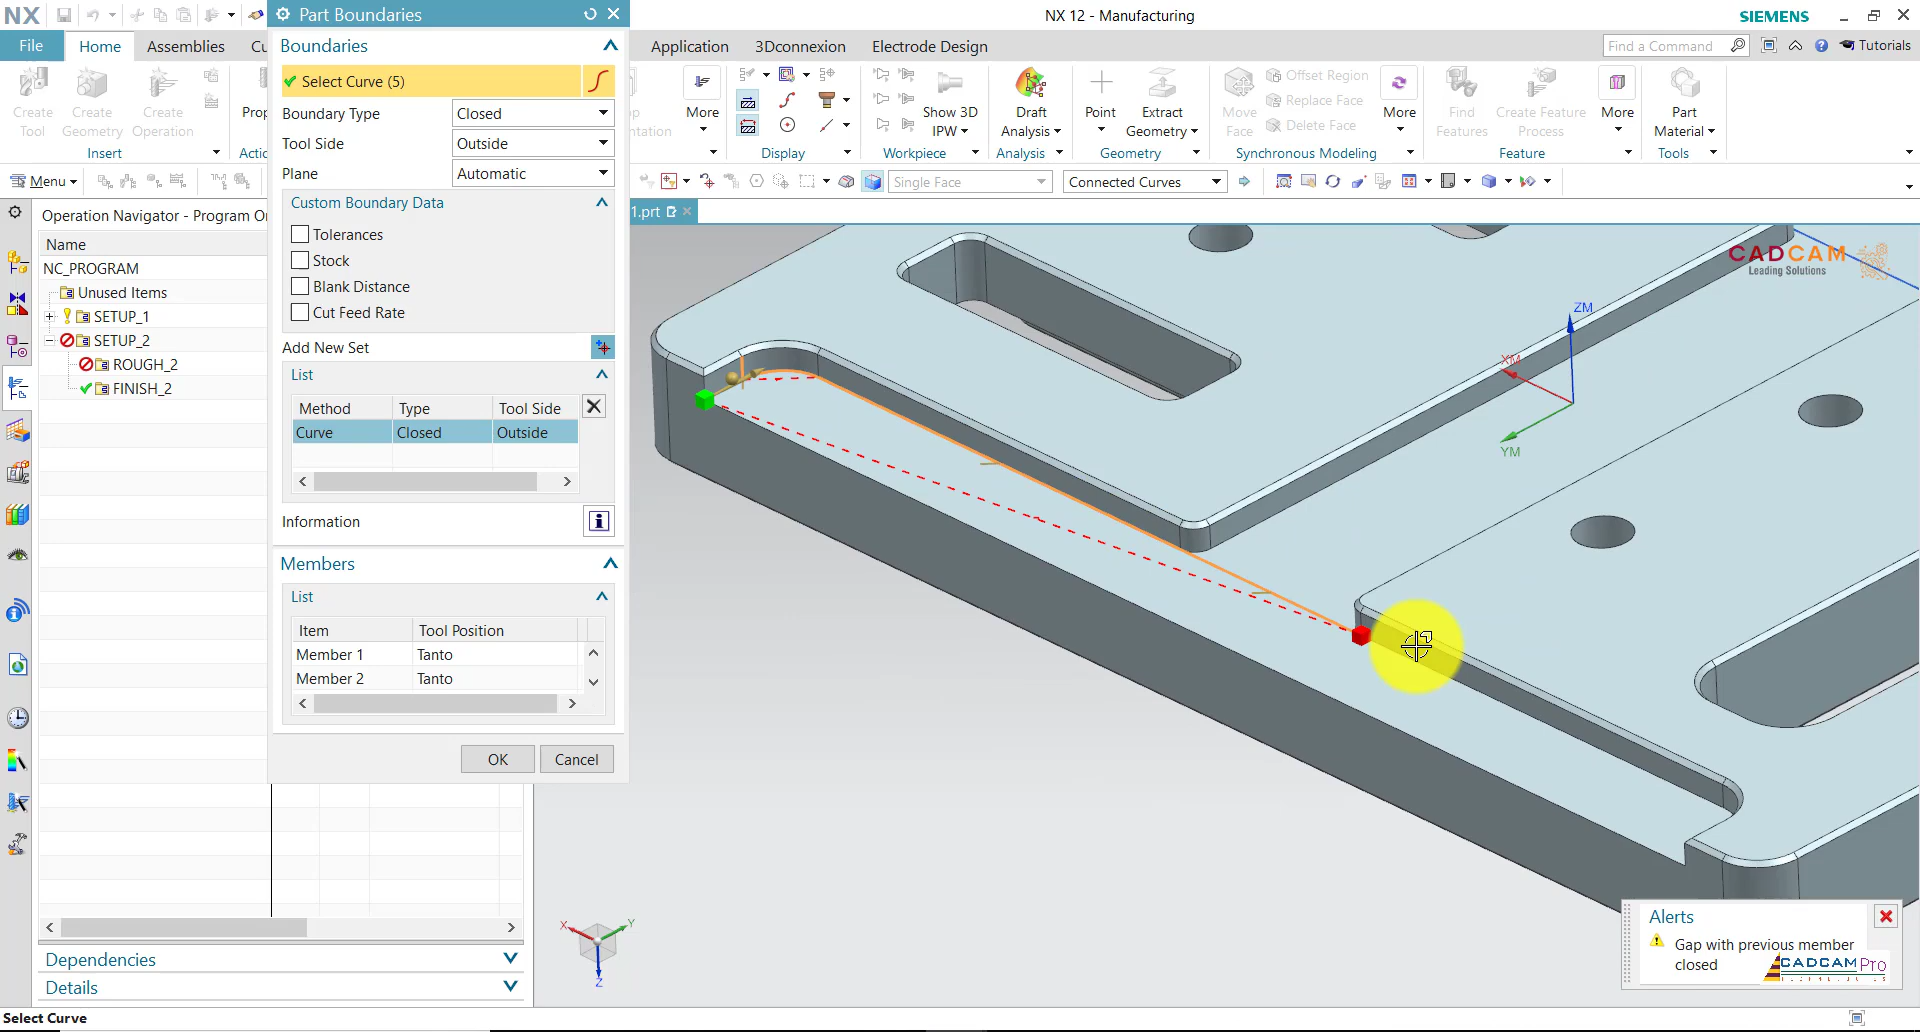 NX
Part Boundaries
NX 12 - Manufacturing
SIEMENS
File
Home
Assemblies
Cu
Application
3Dconnexion
Electrode Design
Find a Command
Tutorials
Create Tool
Create Geometry
Create Operation
Prop
Insert
Actio
Boundaries
Select Curve (5)
Boundary Type
Closed
Tool Side
Outside
Plane
Automatic
Custom Boundary Data
Tolerances
Stock
Blank Distance
Cut Feed Rate
Add New Set
List
Method
Type
Tool Side
Curve
Closed
Outside
Information
Members
List
Item
Tool Position
Member 1
Tanto
Member 2
Tanto
OK
Cancel
More
Display
Show 3D IPW
Workpiece
Draft Analysis
Analysis
Point
Extract Geometry
Geometry
Move Face
Offset Region
Replace Face
Delete Face
More
Synchronous Modeling
Find Features
Create Feature Process
More
Feature
Part Material
Tools
Menu
Single Face
Connected Curves
1.prt
Operation Navigator - Program Or
Name
NC_PROGRAM
Unused Items
SETUP_1
SETUP_2
ROUGH_2
FINISH_2
Dependencies
Details
CADCAM
Leading Solutions
ZM
XM
YM
X
Y
Z
Alerts
Gap with previous member
closed
CADCAM Pro
Select Curve